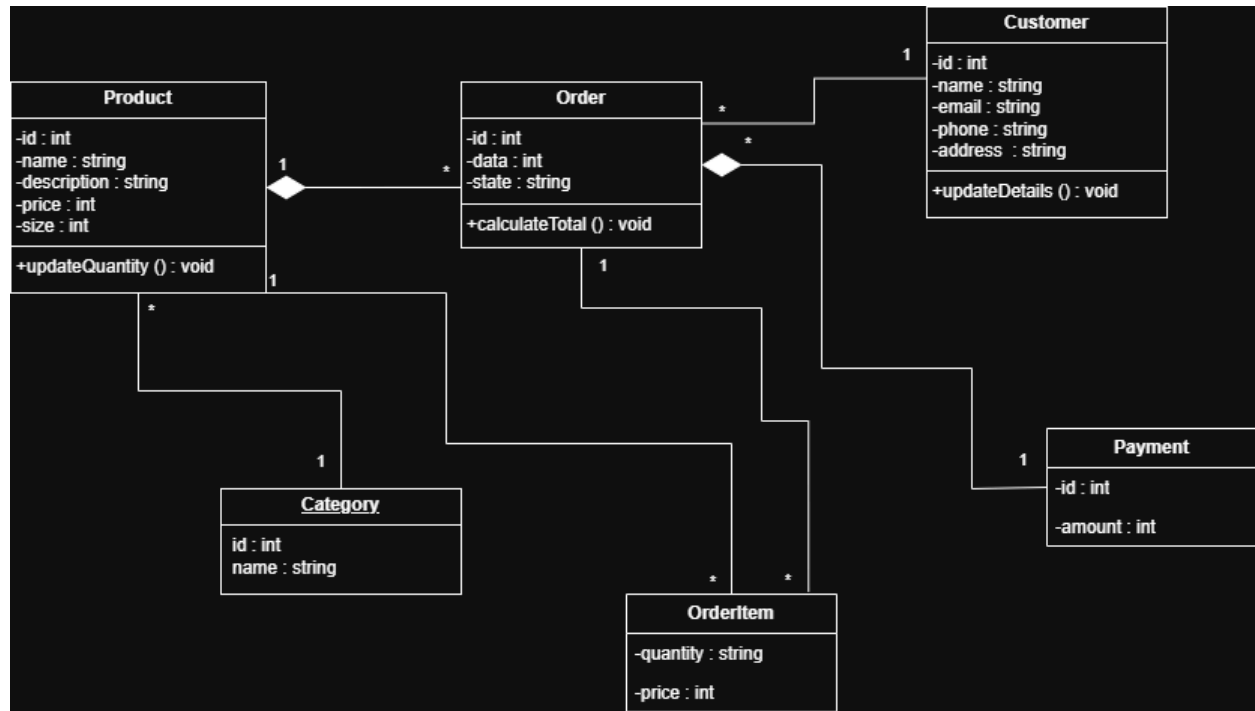 Customer
-id : int
-name : string
-email : string
-phone : string
-address : string
+updateDetails () : void
1
*
Product
-id : int
-name : string
-description : string
-price : int
-size : int
+updateQuantity () : void
1
*
Order
-id : int
-data : int
-state : string
+calculateTotal () : void
*
1
1
*
1
Category
id : int
name : string
1
Payment
-id : int
-amount : int
*
*
OrderItem
-quantity : string
-price : int